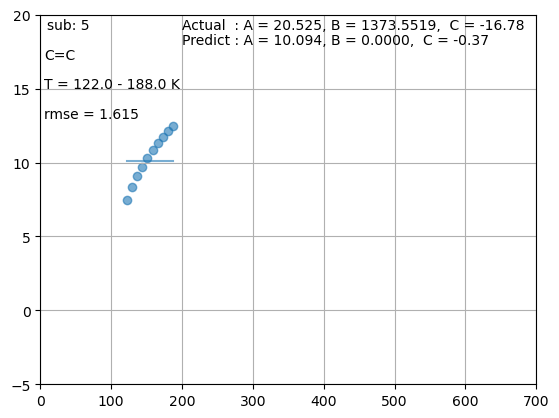 sub: 5
Actual : A = 20.525, B = 1373.5519, C = -16.78
Predict : A = 10.094, B = 0.0000, C = -0.37
C=C
T = 122.0 - 188.0 K
rmse = 1.615
20
15
10
5
0
−5
0 100 200 300 400 500 600 700